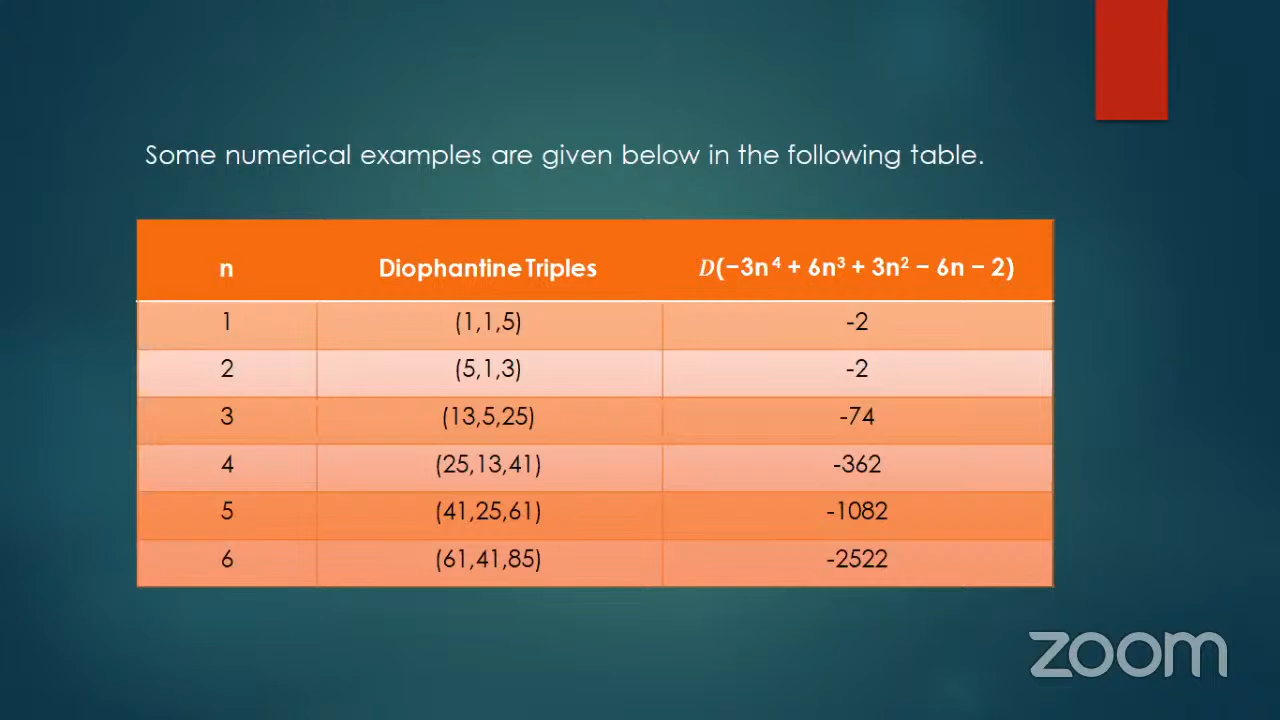 Some numerical examples are given below in the following table.
n Diophantine Triples D(−3n⁴ + 6n³ + 3n² − 6n − 2)
1 (1,1,5) -2
2 (5,1,3) -2
3 (13,5,25) -74
4 (25,13,41) -362
5 (41,25,61) -1082
6 (61,41,85) -2522
zoom